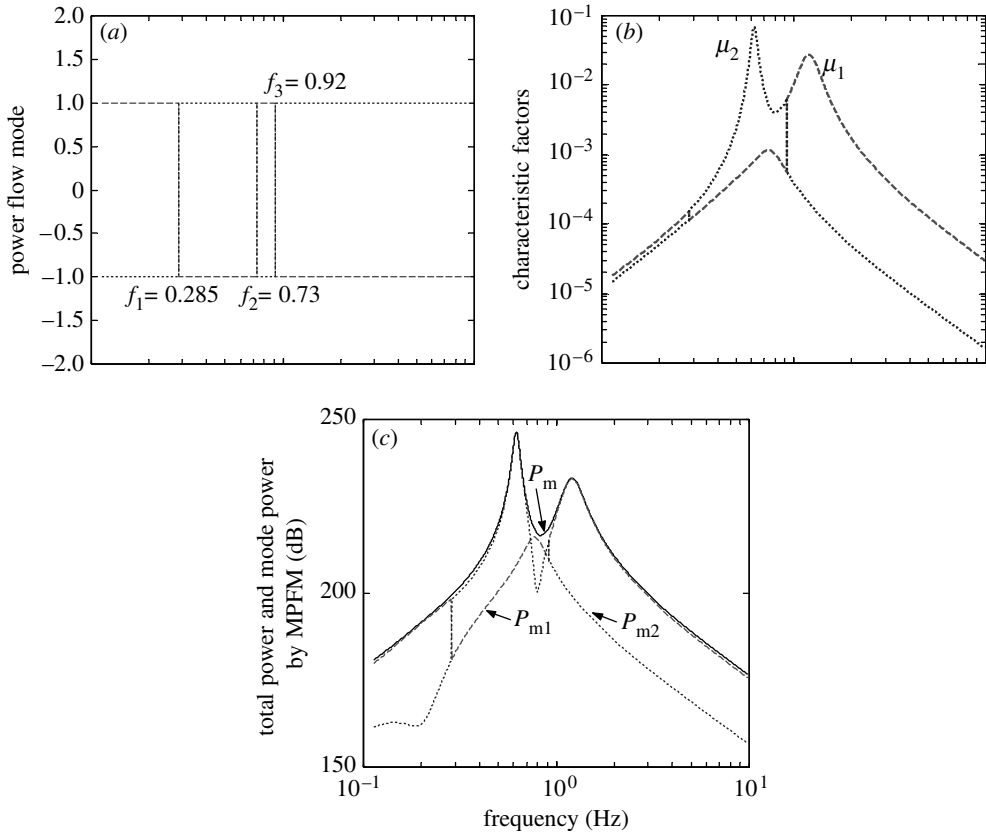 (a)
power flow mode
2.0
1.5
1.0
0.5
0
−0.5
−1.0
−1.5
−2.0
f3 = 0.92
f1= 0.285
f2= 0.73
(b)
characteristic factors
10−1
10−2
10−3
10−4
10−5
10−6
μ2
μ1
(c)
total power and mode power
by MPFM (dB)
250
200
150
Pm
Pm1
Pm2
10−1
100
101
frequency (Hz)